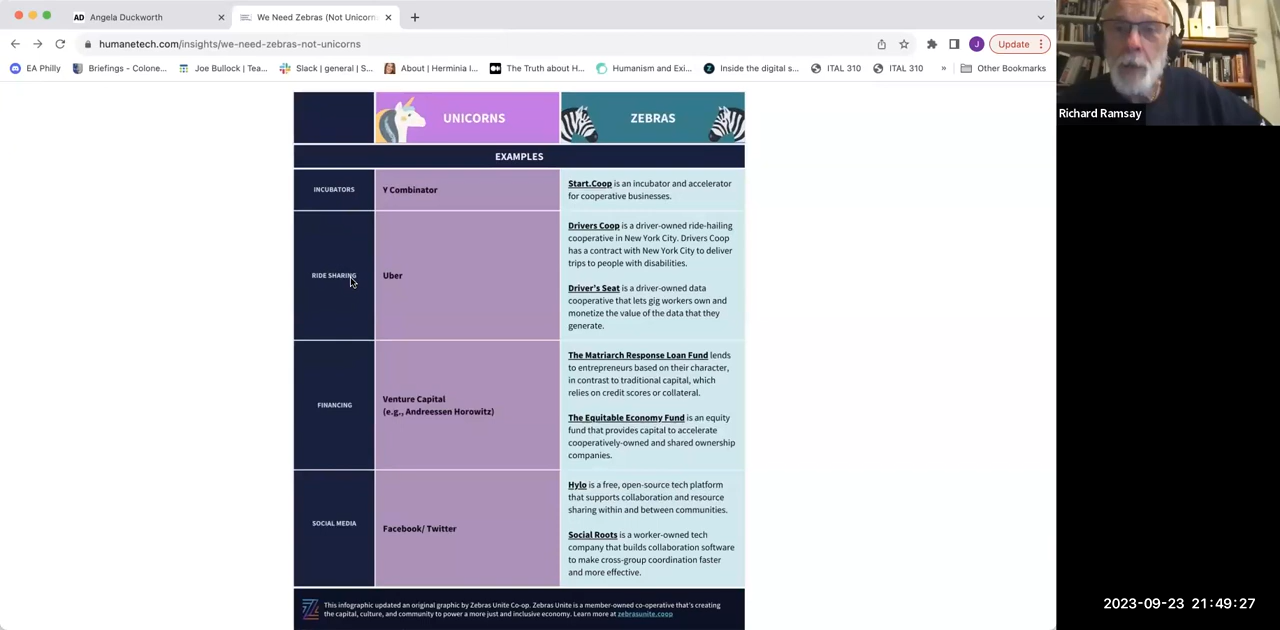 Angela Duckworth
We Need Zebras (Not Unicorn
humanetech.com/insights/we-need-zebras-not-unicorns
J
Update
EA Philly
Briefings - Colone...
Joe Bullock | Tea...
Slack | general | S...
About | Herminia I...
The Truth about H...
Humanism and Exi...
Inside the digital s...
ITAL 310
ITAL 310
»
Other Bookmarks
Richard Ramsay
UNICORNS
ZEBRAS
EXAMPLES
INCUBATORS
Y Combinator
Start.Coop is an incubator and accelerator
for cooperative businesses.
RIDE SHARING
Uber
Drivers Coop is a driver-owned ride-hailing
cooperative in New York City. Drivers Coop
has a contract with New York City to deliver
trips to people with disabilities.
Driver's Seat is a driver-owned data
cooperative that lets gig workers own and
monetize the value of the data that they
generate.
FINANCING
Venture Capital
(e.g., Andreessen Horowitz)
The Matriarch Response Loan Fund lends
to entrepreneurs based on their character,
in contrast to traditional capital, which
relies on credit scores or collateral.
The Equitable Economy Fund is an equity
fund that provides capital to accelerate
cooperatively-owned and shared ownership
companies.
SOCIAL MEDIA
Facebook/ Twitter
Hylo is a free, open-source tech platform
that supports collaboration and resource
sharing within and between communities.
Social Roots is a worker-owned tech
company that builds collaboration software
to make cross-group coordination faster
and more effective.
This infographic updated an original graphic by Zebras Unite Co-op. Zebras Unite is a member-owned co-operative that's creating
the capital, culture, and community to power a more just and inclusive economy. Learn more at zebrasunite.coop
2023-09-23 21:49:27